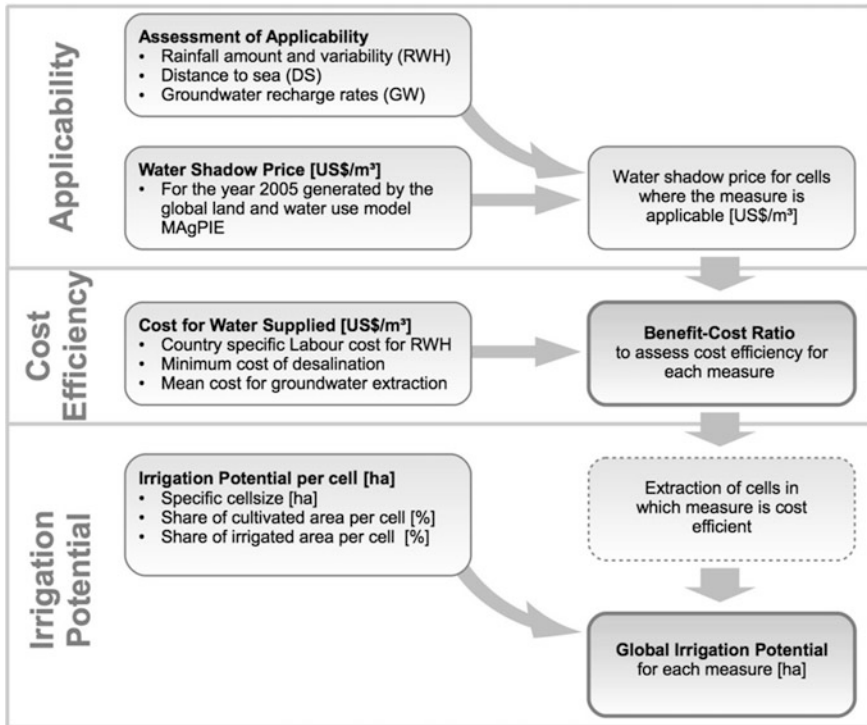 Applicability
Assessment of Applicability
• Rainfall amount and variability (RWH)
• Distance to sea (DS)
• Groundwater recharge rates (GW)
Water Shadow Price [US$/m³]
• For the year 2005 generated by the
global land and water use model
MAgPIE
Water shadow price for cells
where the measure is
applicable [US$/m³]
Cost
Efficiency
Cost for Water Supplied [US$/m³]
• Country specific Labour cost for RWH
• Minimum cost of desalination
• Mean cost for groundwater extraction
Benefit-Cost Ratio
to assess cost efficiency for
each measure
Irrigation
Potential
Irrigation Potential per cell [ha]
• Specific cellsize [ha]
• Share of cultivated area per cell [%]
• Share of irrigated area per cell [%]
Extraction of cells in
which measure is cost
efficient
Global Irrigation Potential
for each measure [ha]